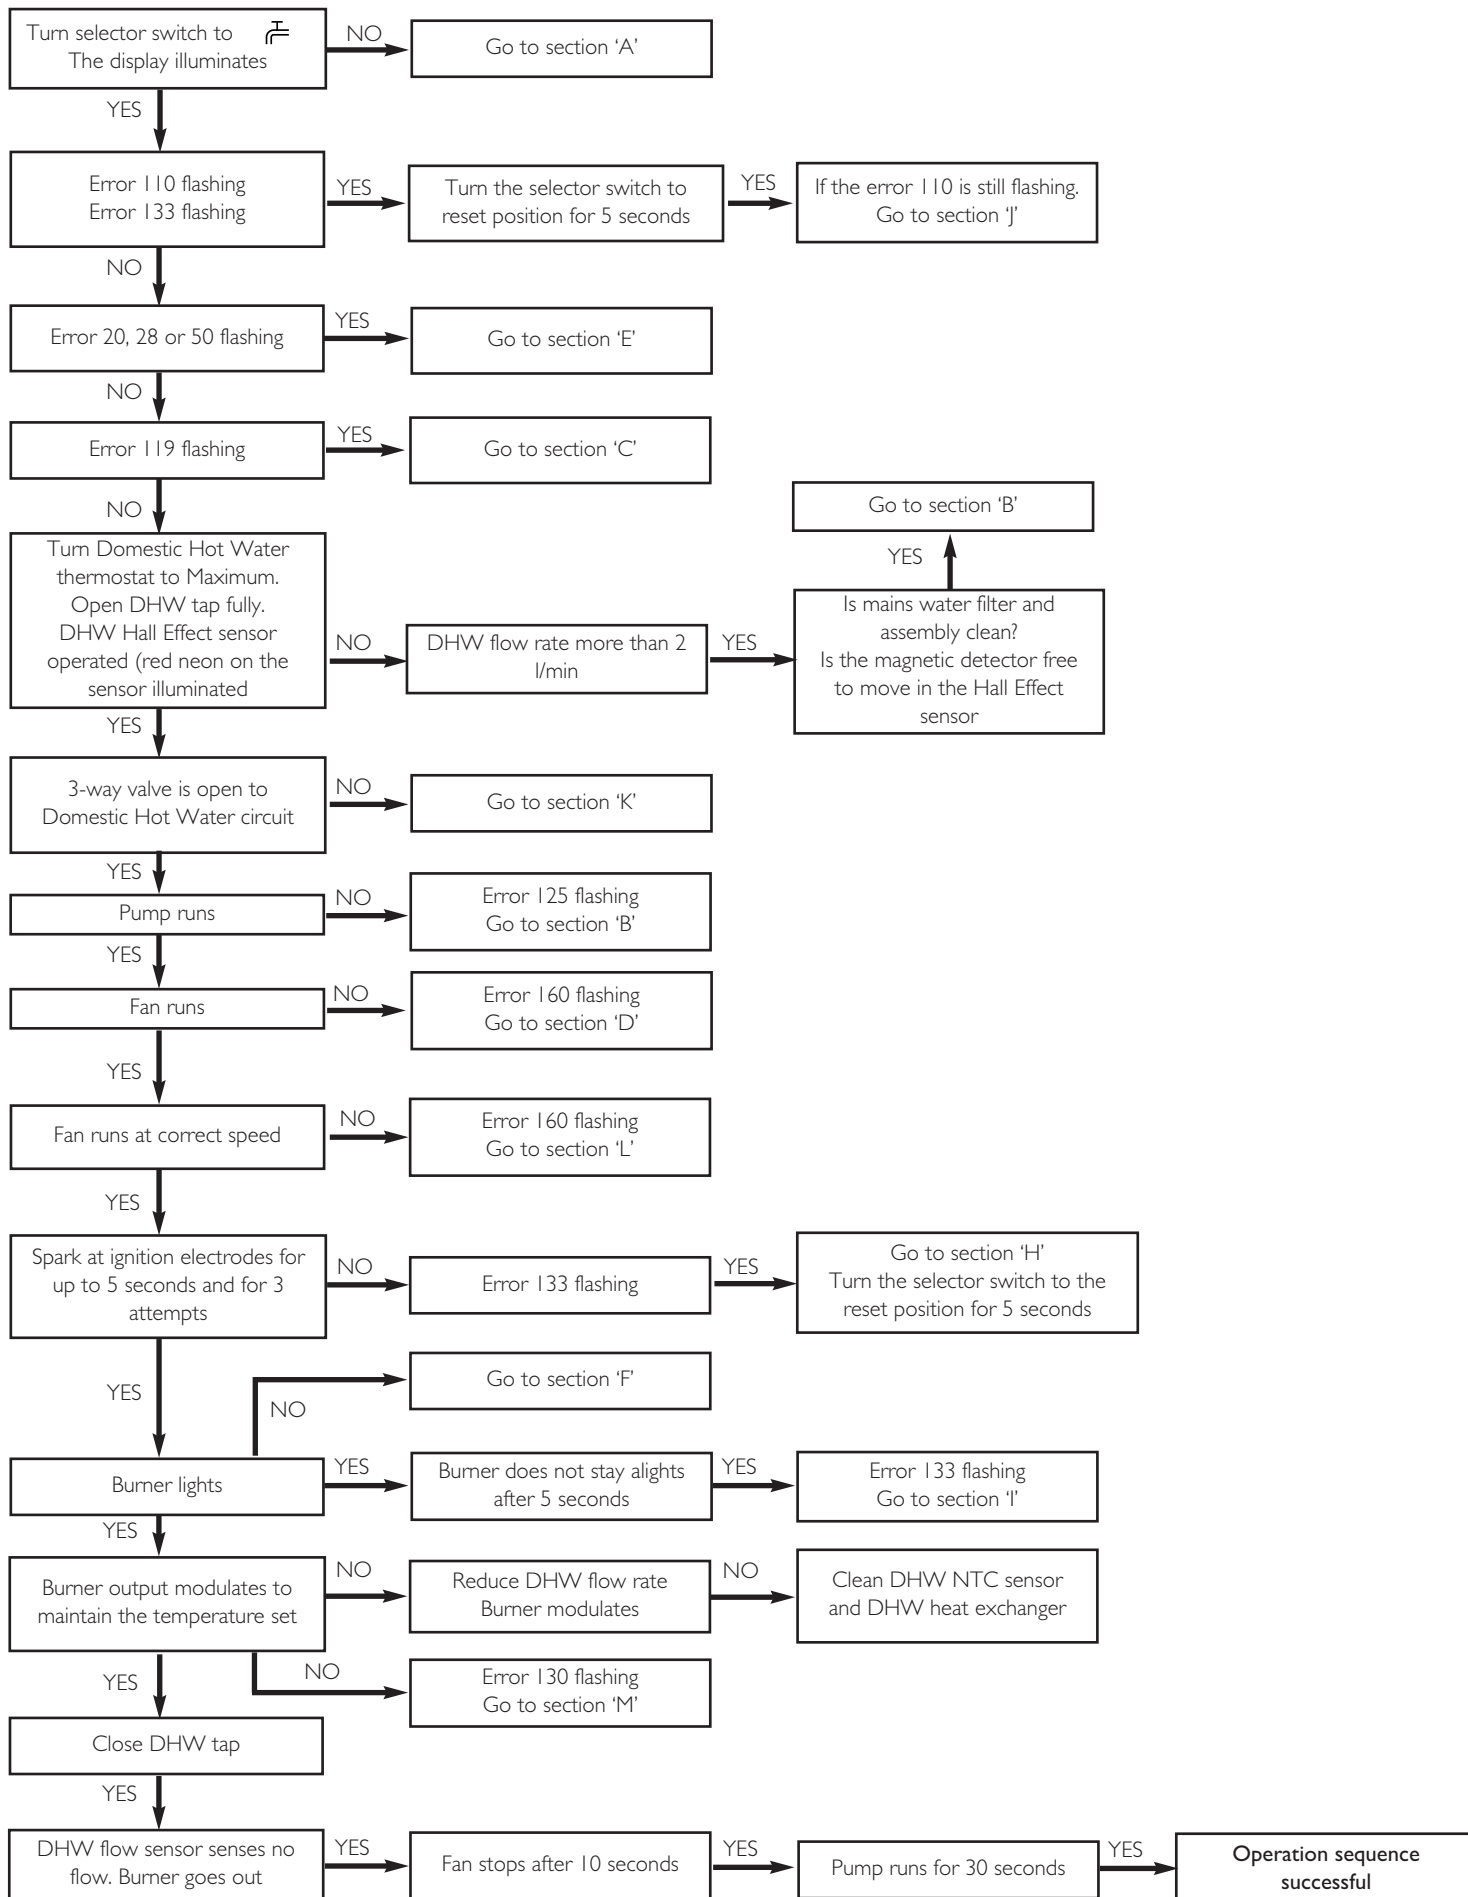 Turn selector switch to
The display illuminates
NO
Go to section ‘A’
YES
Error 110 flashing
Error 133 flashing
YES
Turn the selector switch to
reset position for 5 seconds
YES
If the error 110 is still flashing.
Go to section ‘J’
NO
Error 20, 28 or 50 flashing
YES
Go to section ‘E’
NO
Error 119 flashing
YES
Go to section ‘C’
NO
Turn Domestic Hot Water
thermostat to Maximum.
Open DHW tap fully.
DHW Hall Effect sensor
operated (red neon on the
sensor illuminated
NO
DHW flow rate more than 2
l/min
YES
Is mains water filter and
assembly clean?
Is the magnetic detector free
to move in the Hall Effect
sensor
YES
Go to section ‘B’
YES
3-way valve is open to
Domestic Hot Water circuit
NO
Go to section ‘K’
YES
Pump runs
NO
Error 125 flashing
Go to section ‘B’
YES
Fan runs
NO
Error 160 flashing
Go to section ‘D’
YES
Fan runs at correct speed
NO
Error 160 flashing
Go to section ‘L’
YES
Spark at ignition electrodes for
up to 5 seconds and for 3
attempts
NO
Error 133 flashing
YES
Go to section ‘H’
Turn the selector switch to the
reset position for 5 seconds
YES
NO
Go to section ‘F’
Burner lights
YES
Burner does not stay alights
after 5 seconds
YES
Error 133 flashing
Go to section ‘I’
YES
Burner output modulates to
maintain the temperature set
NO
Reduce DHW flow rate
Burner modulates
NO
Clean DHW NTC sensor
and DHW heat exchanger
YES
NO
Error 130 flashing
Go to section ‘M’
Close DHW tap
YES
DHW flow sensor senses no
flow. Burner goes out
YES
Fan stops after 10 seconds
YES
Pump runs for 30 seconds
YES
Operation sequence
successful